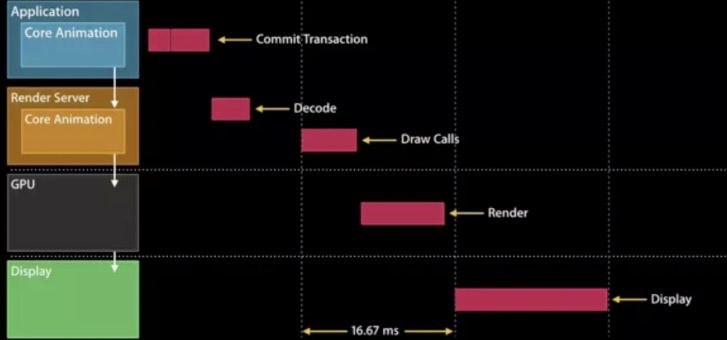 Application
Core Animation
Commit Transaction
Render Server
Core Animation
Decode
Draw Calls
GPU
Render
Display
Display
16.67 ms